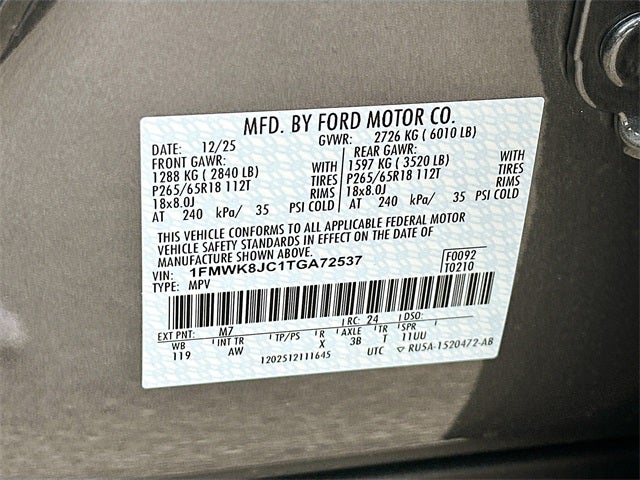 MFD. BY FORD MOTOR CO.
DATE: 12/25 GVWR: 2726 KG ( 6010 LB)
FRONT GAWR: REAR GAWR:
1288 KG ( 2840 LB) WITH 1597 KG ( 3520 LB) WITH
P265/65R18 112T TIRES P265/65R18 112T TIRES
18x8.0J RIMS 18x8.0J RIMS
AT 240 kPa/ 35 PSI COLD AT 240 kPa/ 35 PSI COLD
THIS VEHICLE CONFORMS TO ALL APPLICABLE FEDERAL MOTOR
VEHICLE SAFETY STANDARDS IN EFFECT ON THE DATE OF
MANUFACTURE SHOWN ABOVE.
VIN: 1FMWK8JC1TGA72537 F0092
TYPE: MPV T0210
EXT PNT: M7 RC: 24 DSO:
WB INT TR TP/PS R AXLE TR SPR
119 AW X 3B T 11UU
1202512111645 UTC ▽ RU5A-1520472-AB